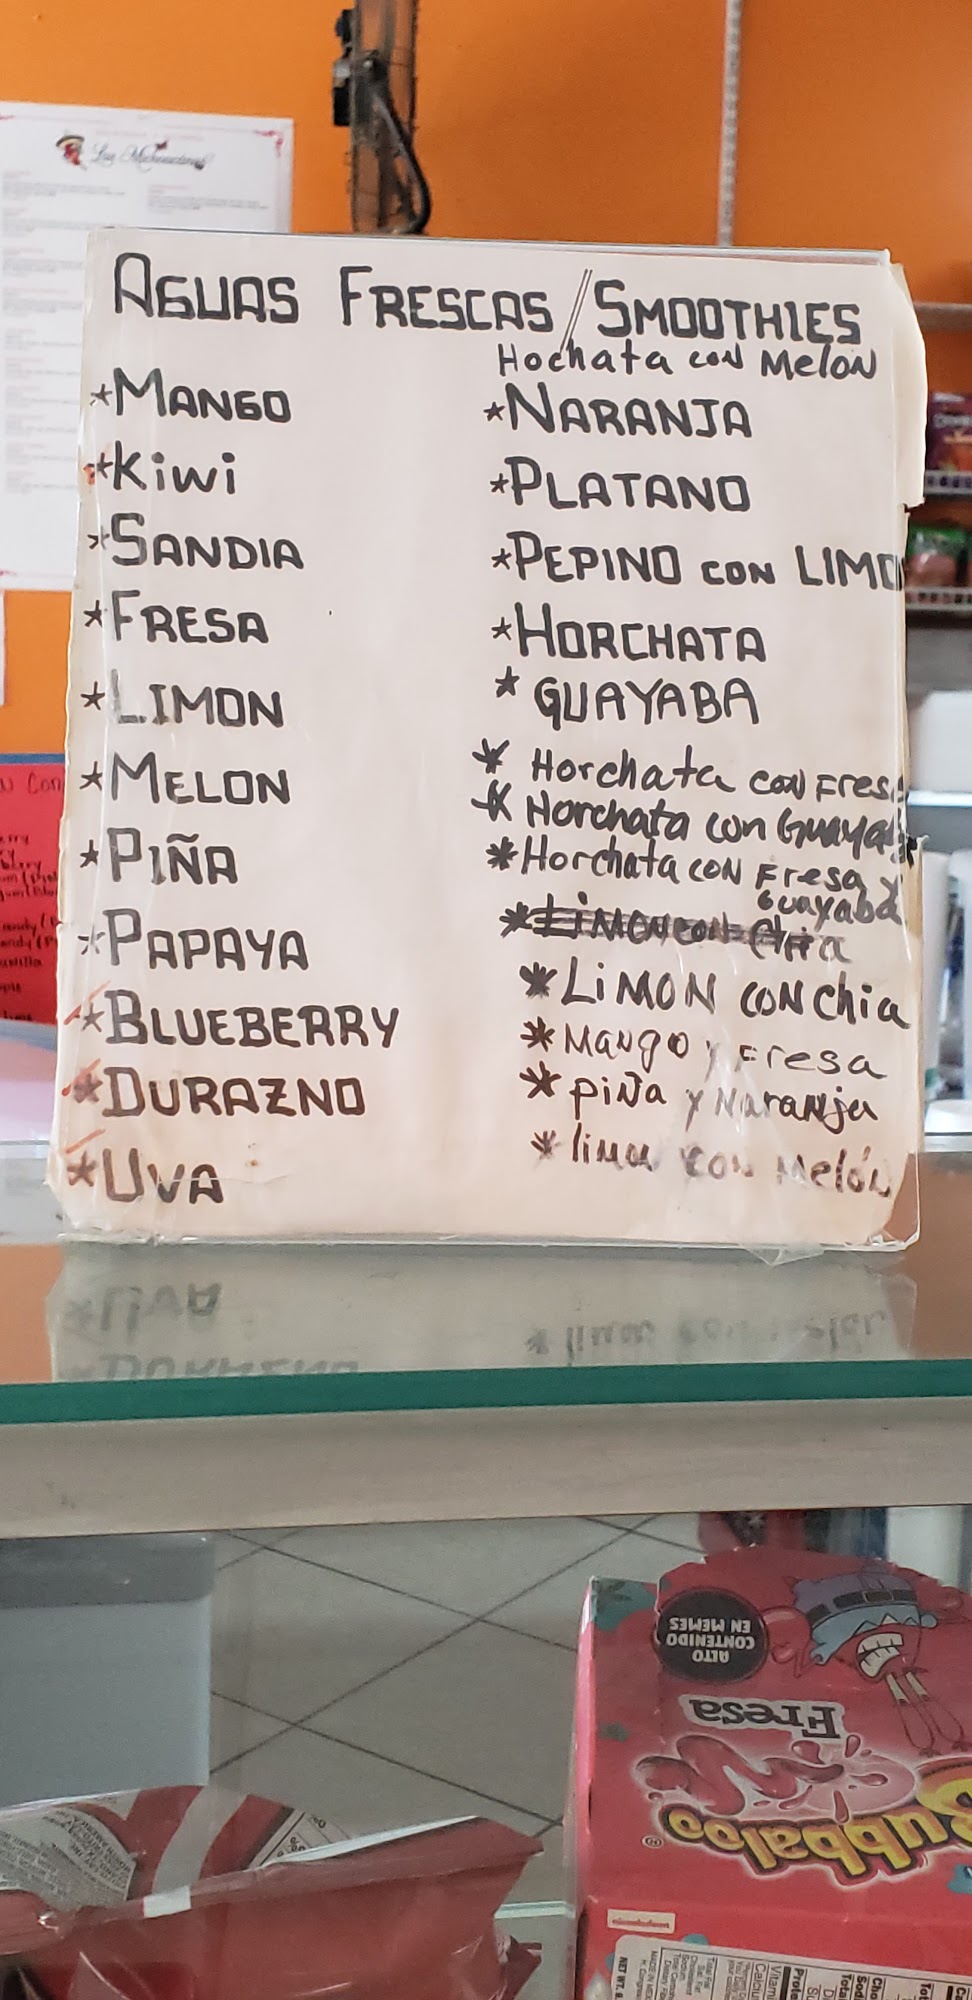 AGUAS FRESCAS / SMOOTHIES
Hochata con Melon
*MANGO
*Kiwi
*SANDIA
*FRESA
*LIMON
*MELON
*PIÑA
*PAPAYA
*BLUEBERRY
*DURAZNO
*UVA
*NARANJA
*PLATANO
*PEPINO CON LIMO
*HORCHATA
*GUAYABA
*Horchata con Fres
*Horchata con Guayab
*Horchata con Fresa y
Guayaba
*Limon con Chia
*LiMON CON Chia
*Mango y Fresa
*piña y Naranja
*limon con Melón
ALTO
CONTENIDO
EN MEMES
Fresa
Bubbaloo